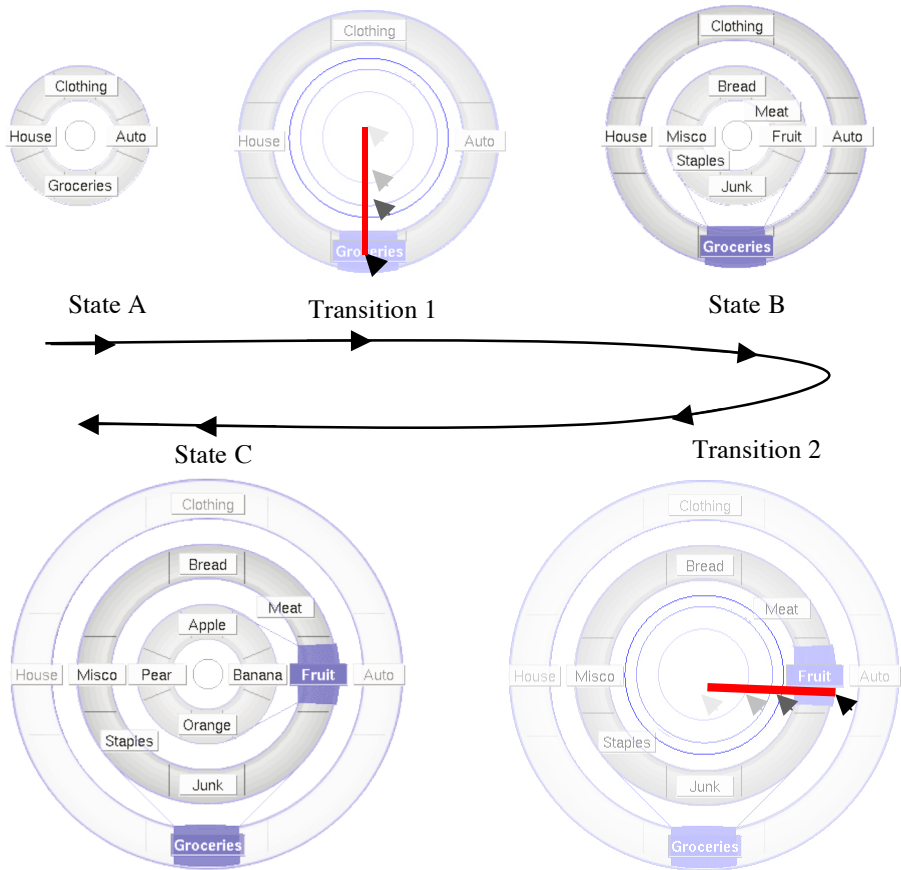 Clothing
House
Auto
Groceries
State A
Clothing
House
Auto
Groceries
Transition 1
Clothing
Bread
Meat
House
Misco
Fruit
Auto
Staples
Junk
Groceries
State B
State C
Clothing
Bread
Meat
Apple
House
Misco
Pear
Banana
Fruit
Auto
Orange
Staples
Junk
Groceries
Transition 2
Clothing
Bread
Meat
House
Misco
Fruit
Auto
Staples
Junk
Groceries